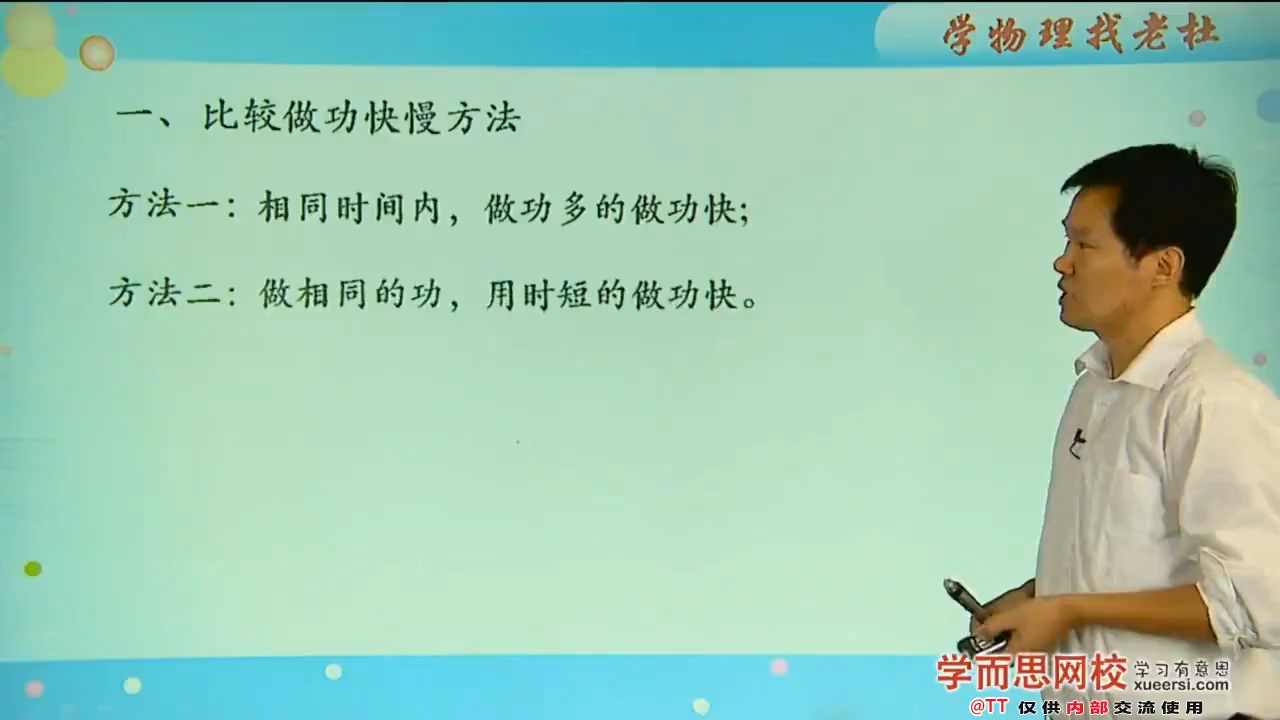 学物理找老杜
一、比较做功快慢方法
方法一：相同时间内，做功多的做功快；
方法二：做相同的功，用时短的做功快。
学而思网校 学习有意思
xueersi.com
@TT 仅供内部交流使用